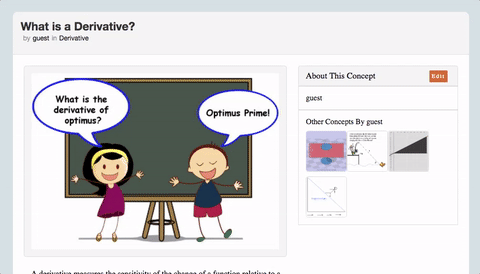 What is a Derivative?
by guest in Derivative
What is the
derivative of
optimus?
Optimus Prime!
About This Concept
Edit
guest
Other Concepts By guest
A derivative measures the sensitivity of the change of a function relative to a